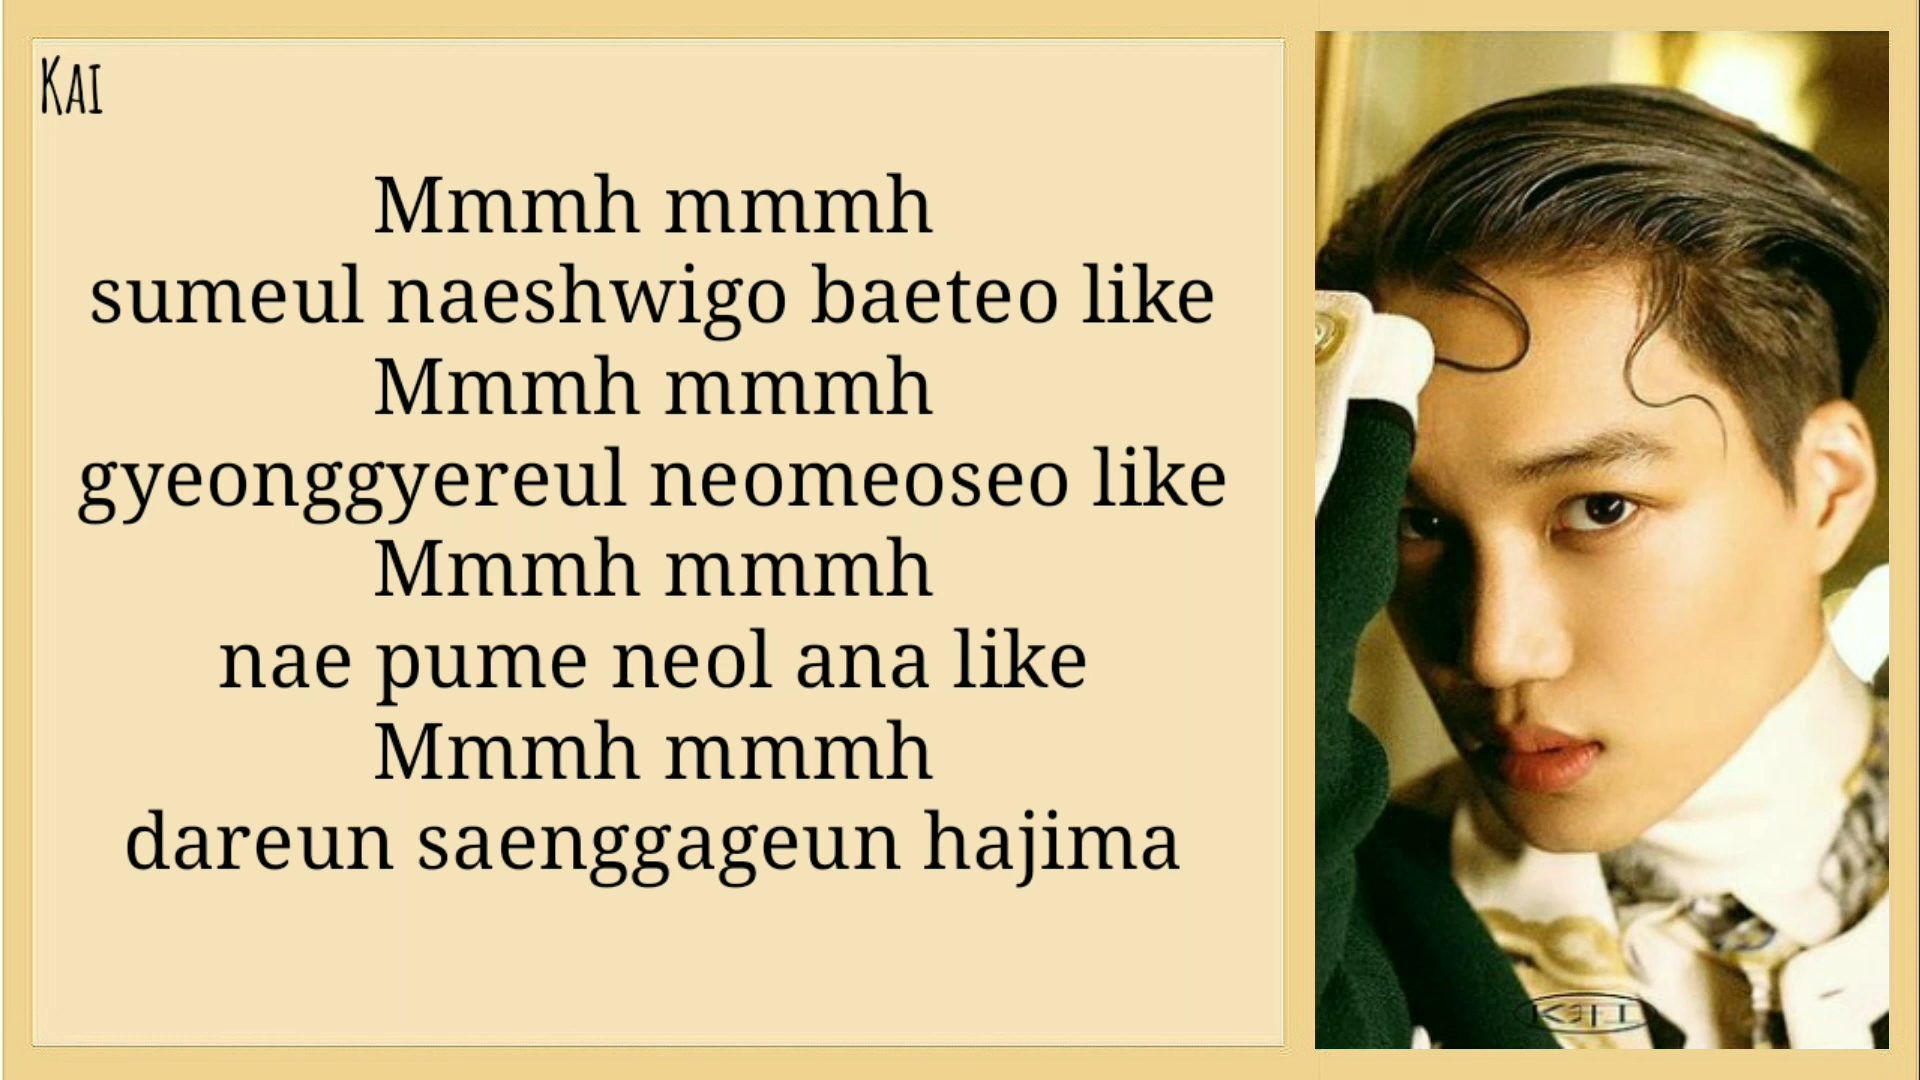 Kai
Mmmh mmmh
sumeul naeshwigo baeteo like
Mmmh mmmh
gyeonggyereul neomeoseo like
Mmmh mmmh
nae pume neol ana like
Mmmh mmmh
dareun saenggageun hajima
KAI